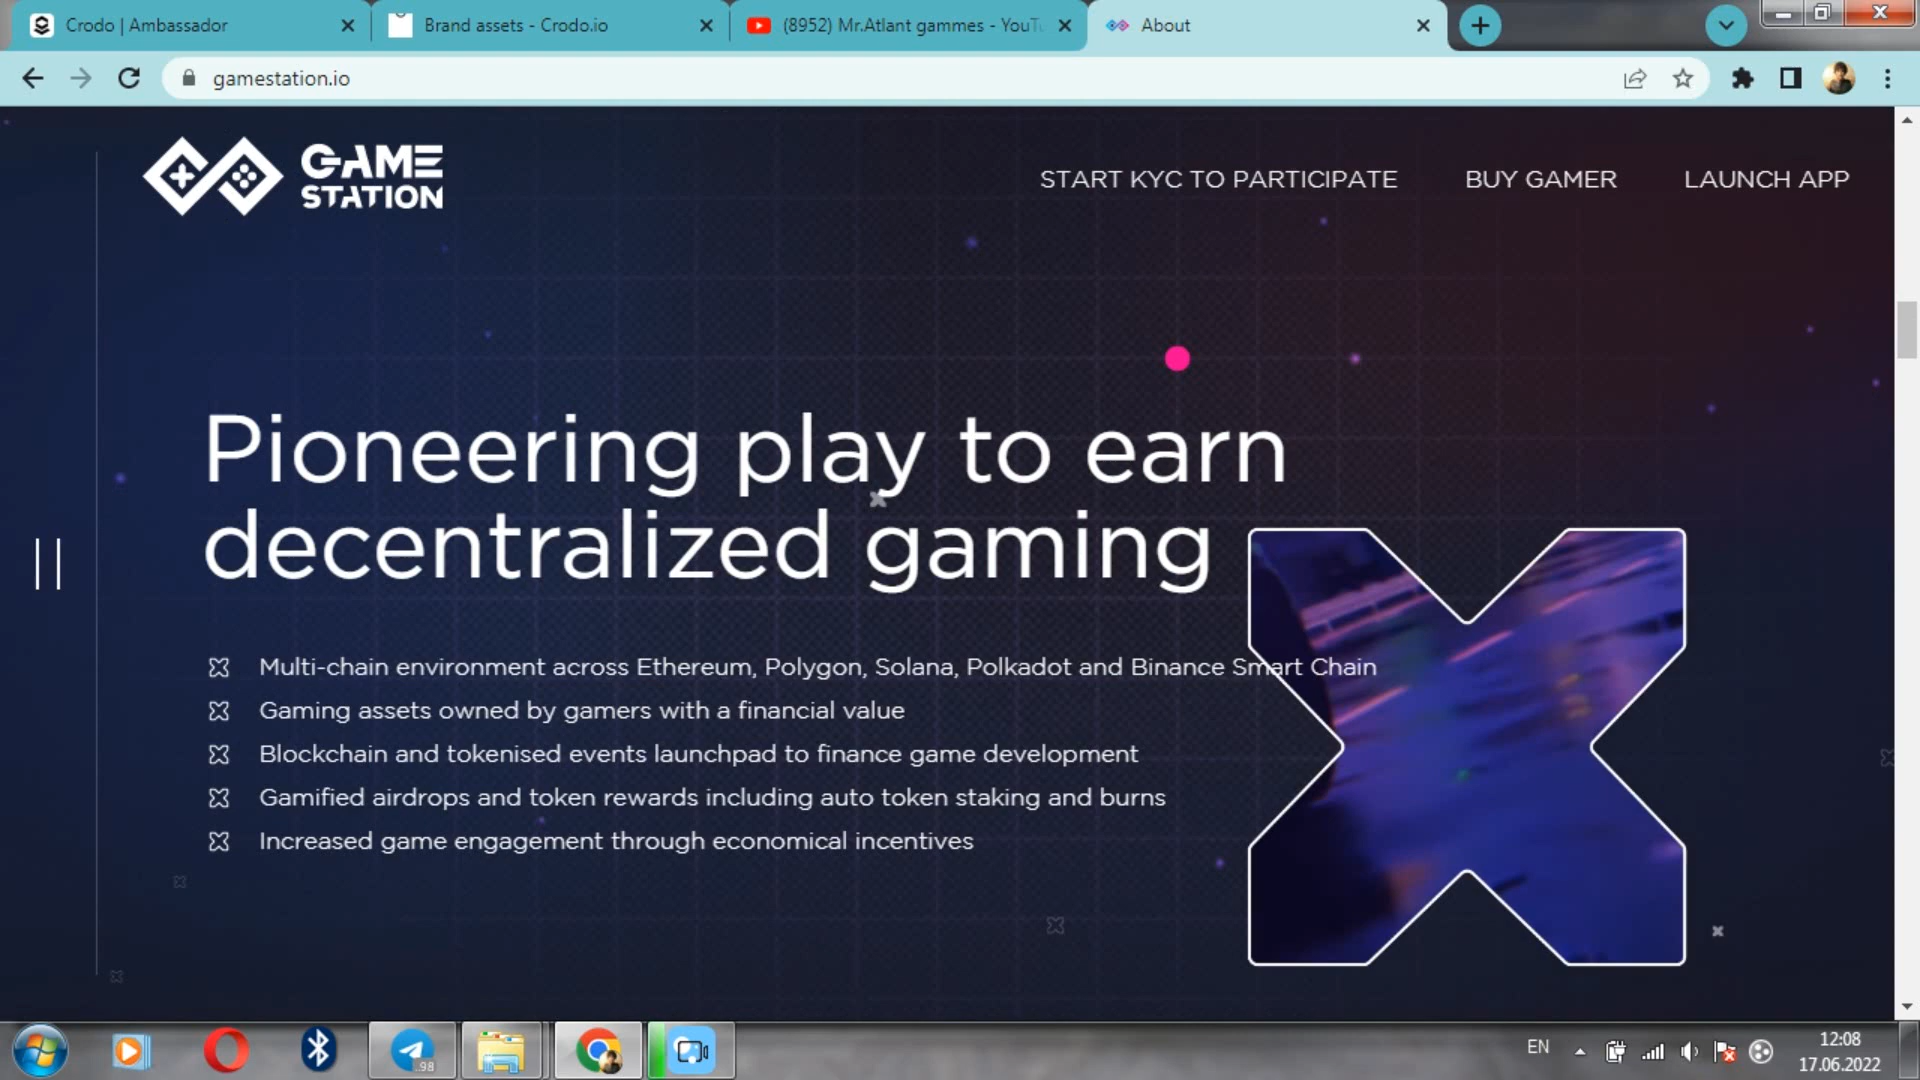 Crodo | Ambassador
Brand assets - Crodo.io
(8952) Mr.Atlant gammes - YouTu
About
gamestation.io
GAME
STATION
START KYC TO PARTICIPATE
BUY GAMER
LAUNCH APP
Pioneering play to earn
decentralized gaming
Multi-chain environment across Ethereum, Polygon, Solana, Polkadot and Binance Smart Chain
Gaming assets owned by gamers with a financial value
Blockchain and tokenised events launchpad to finance game development
Gamified airdrops and token rewards including auto token staking and burns
Increased game engagement through economical incentives
..98
EN
12:08
17.06.2022